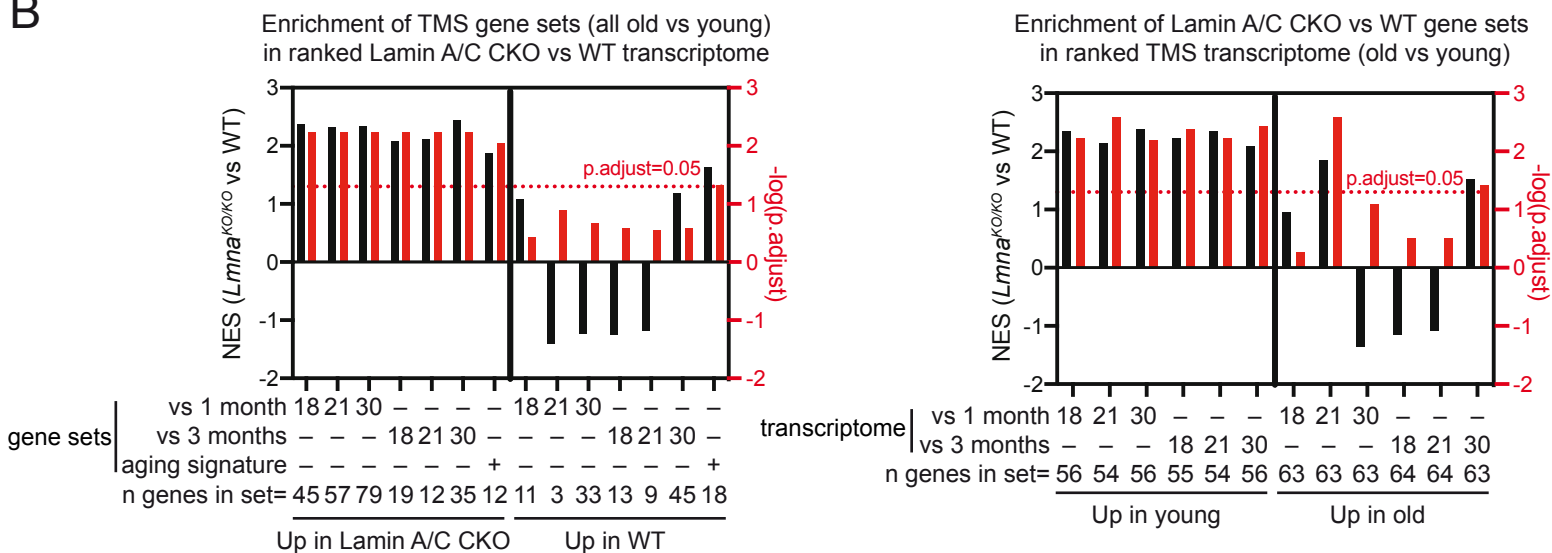 B
Enrichment of TMS gene sets (all old vs young)
in ranked Lamin A/C CKO vs WT transcriptome
3
2
1
0
-1
-2
NES (Lmna^KO/KO vs WT)
3
2
1
0
-1
-2
-log(p.adjust)
p.adjust=0.05
gene sets
vs 1 month 18 21 30 – – – – 18 21 30 – – – –
vs 3 months – – – 18 21 30 – – – – 18 21 30 –
aging signature – – – – – – + – – – – – – +
n genes in set= 45 57 79 19 12 35 12 11 3 33 13 9 45 18
Up in Lamin A/C CKO Up in WT
Enrichment of Lamin A/C CKO vs WT gene sets
in ranked TMS transcriptome (old vs young)
3
2
1
0
-1
-2
NES (Lmna^KO/KO vs WT)
3
2
1
0
-1
-2
-log(p.adjust)
p.adjust=0.05
transcriptome
vs 1 month 18 21 30 – – – 18 21 30 – – –
vs 3 months – – – 18 21 30 – – – 18 21 30
n genes in set= 56 54 56 55 54 56 63 63 63 64 64 63
Up in young Up in old